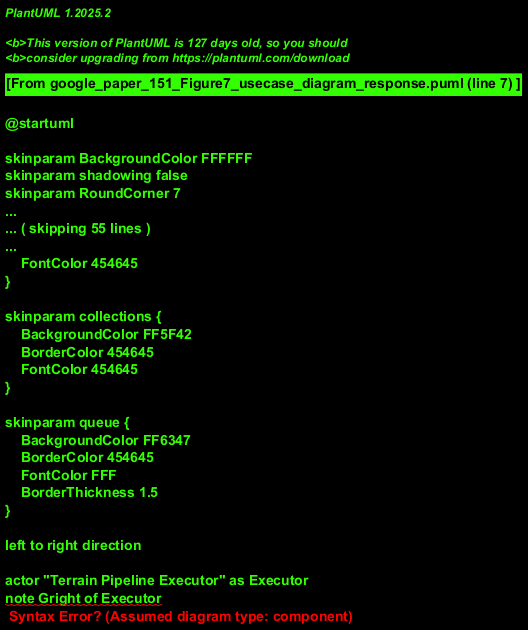 PlantUML 1.2025.2
<b>This version of PlantUML is 127 days old, so you should
<b>consider upgrading from https://plantuml.com/download
[From google_paper_151_Figure7_usecase_diagram_response.puml (line 7) ]
@startuml
skinparam BackgroundColor FFFFFF
skinparam shadowing false
skinparam RoundCorner 7
...
... ( skipping 55 lines )
...
FontColor 454645
}
skinparam collections {
BackgroundColor FF5F42
BorderColor 454645
FontColor 454645
}
skinparam queue {
BackgroundColor FF6347
BorderColor 454645
FontColor FFF
BorderThickness 1.5
}
left to right direction
actor "Terrain Pipeline Executor" as Executor
note Gright of Executor
Syntax Error? (Assumed diagram type: component)